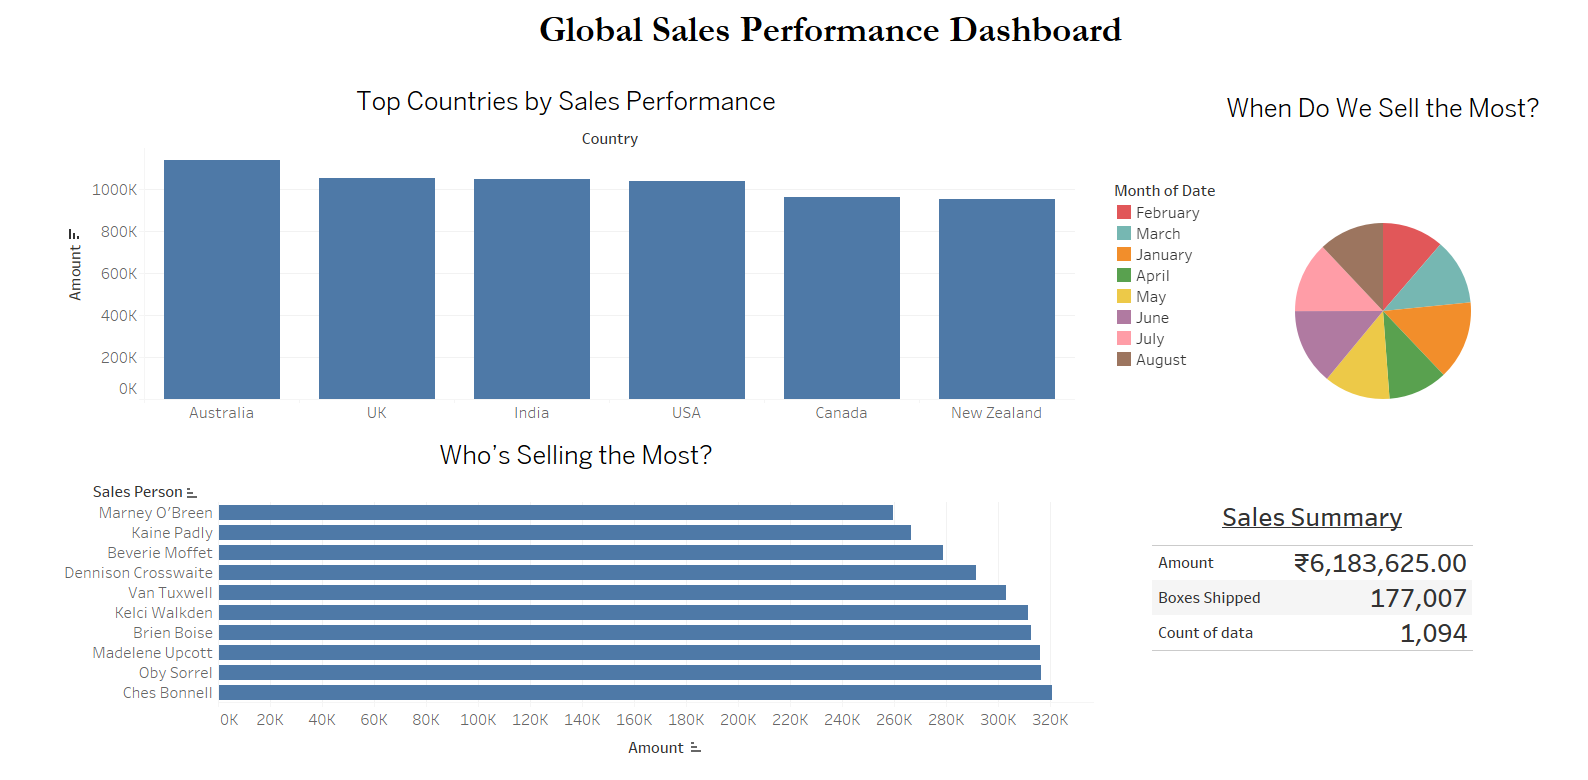 Global Sales Performance Dashboard
Top Countries by Sales Performance
Country
Amount
1000K
800K
600K
400K
200K
0K
Australia UK India USA Canada New Zealand
When Do We Sell the Most?
Month of Date
February
March
January
April
May
June
July
August
Who's Selling the Most?
Sales Person
Marney O'Breen
Kaine Padly
Beverie Moffet
Dennison Crosswaite
Van Tuxwell
Kelci Walkden
Brien Boise
Madelene Upcott
Oby Sorrel
Ches Bonnell
0K 20K 40K 60K 80K 100K 120K 140K 160K 180K 200K 220K 240K 260K 280K 300K 320K
Amount
Sales Summary
Amount ₹6,183,625.00
Boxes Shipped 177,007
Count of data 1,094